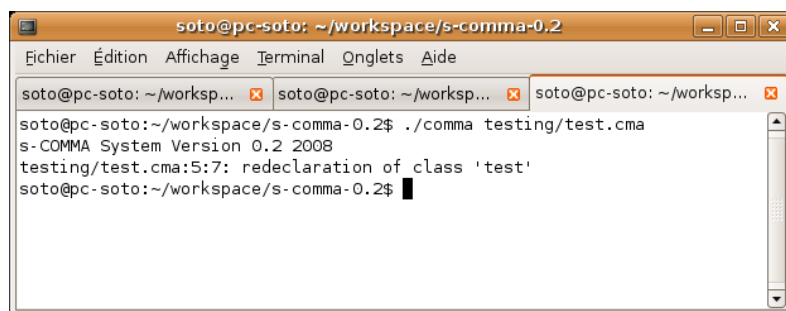 soto@pc-soto: ~/workspace/s-comma-0.2
Fichier Édition Affichage Terminal Onglets Aide
soto@pc-soto: ~/worksp... soto@pc-soto: ~/worksp... soto@pc-soto: ~/worksp...
soto@pc-soto:~/workspace/s-comma-0.2$ ./comma testing/test.cma
s-COMMA System Version 0.2 2008
testing/test.cma:5:7: redeclaration of class 'test'
soto@pc-soto:~/workspace/s-comma-0.2$